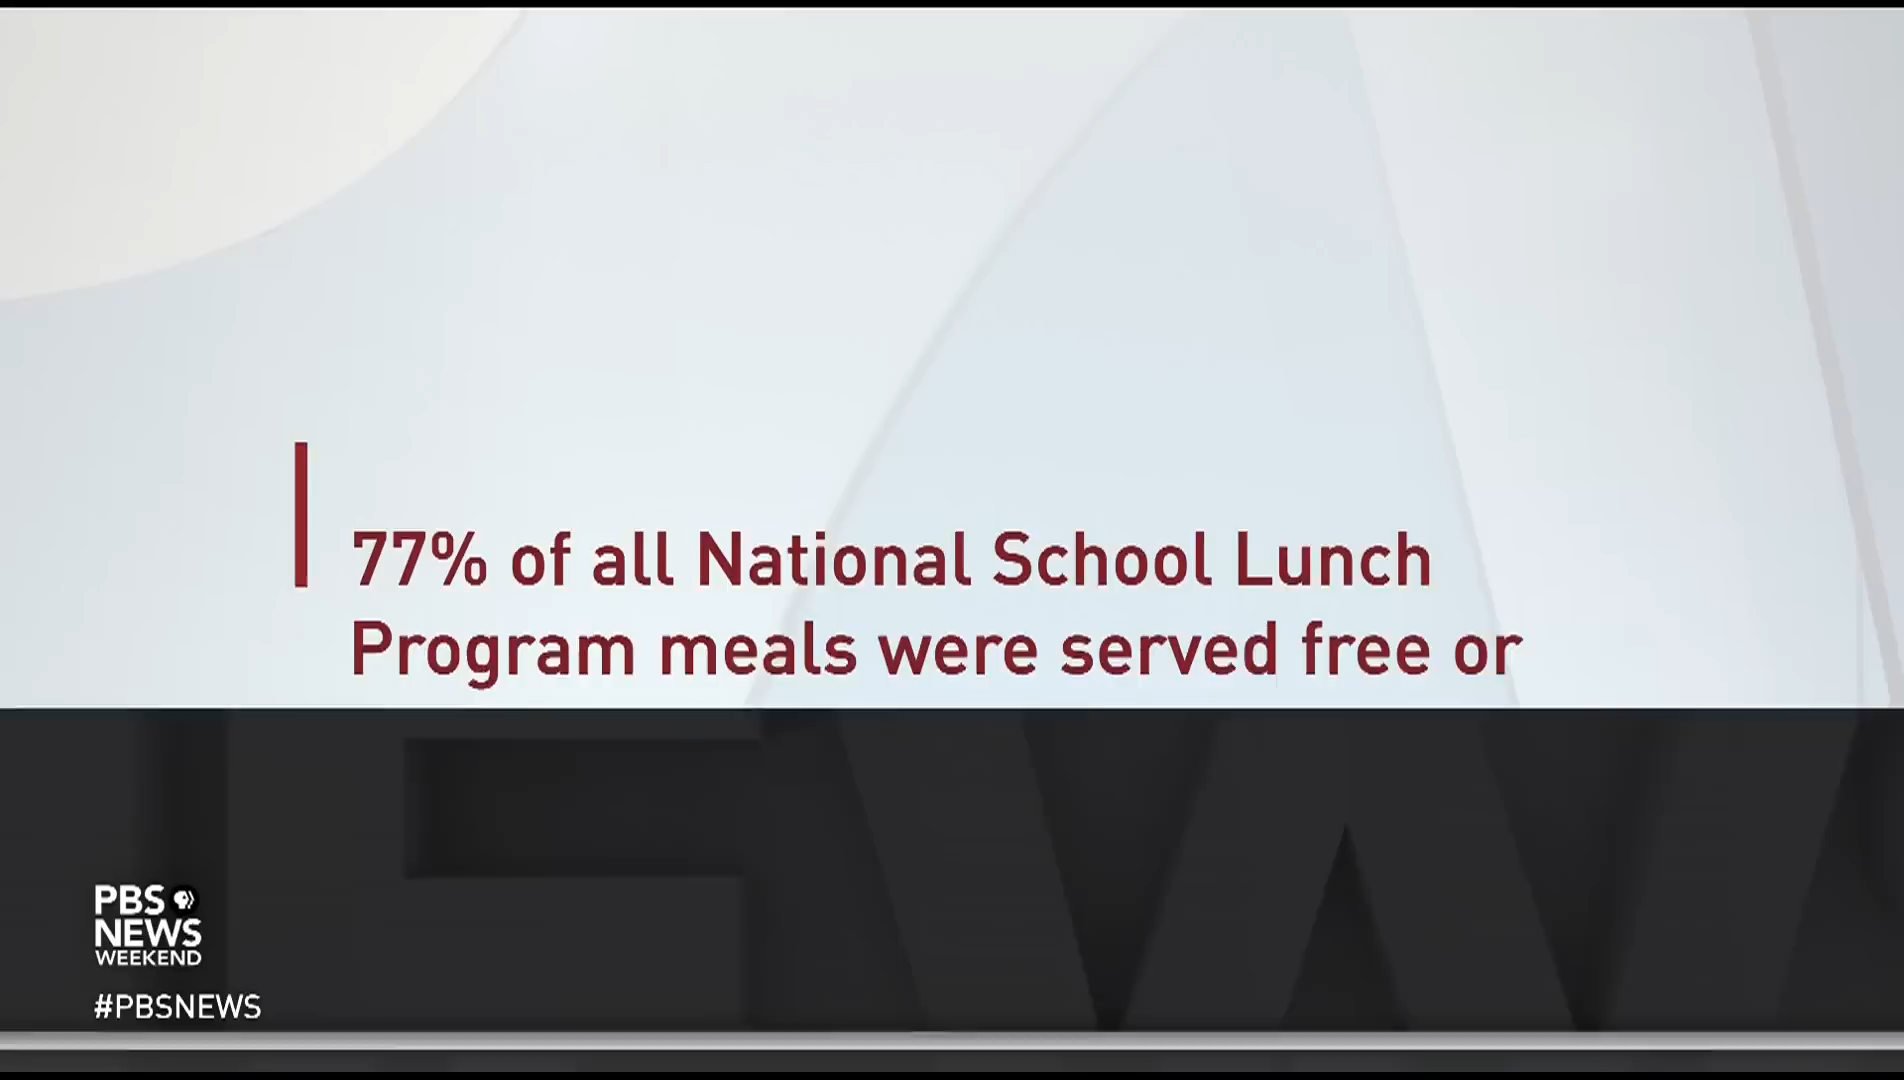 77% of all National School Lunch
Program meals were served free or
PBS
NEWS
WEEKEND
#PBSNEWS